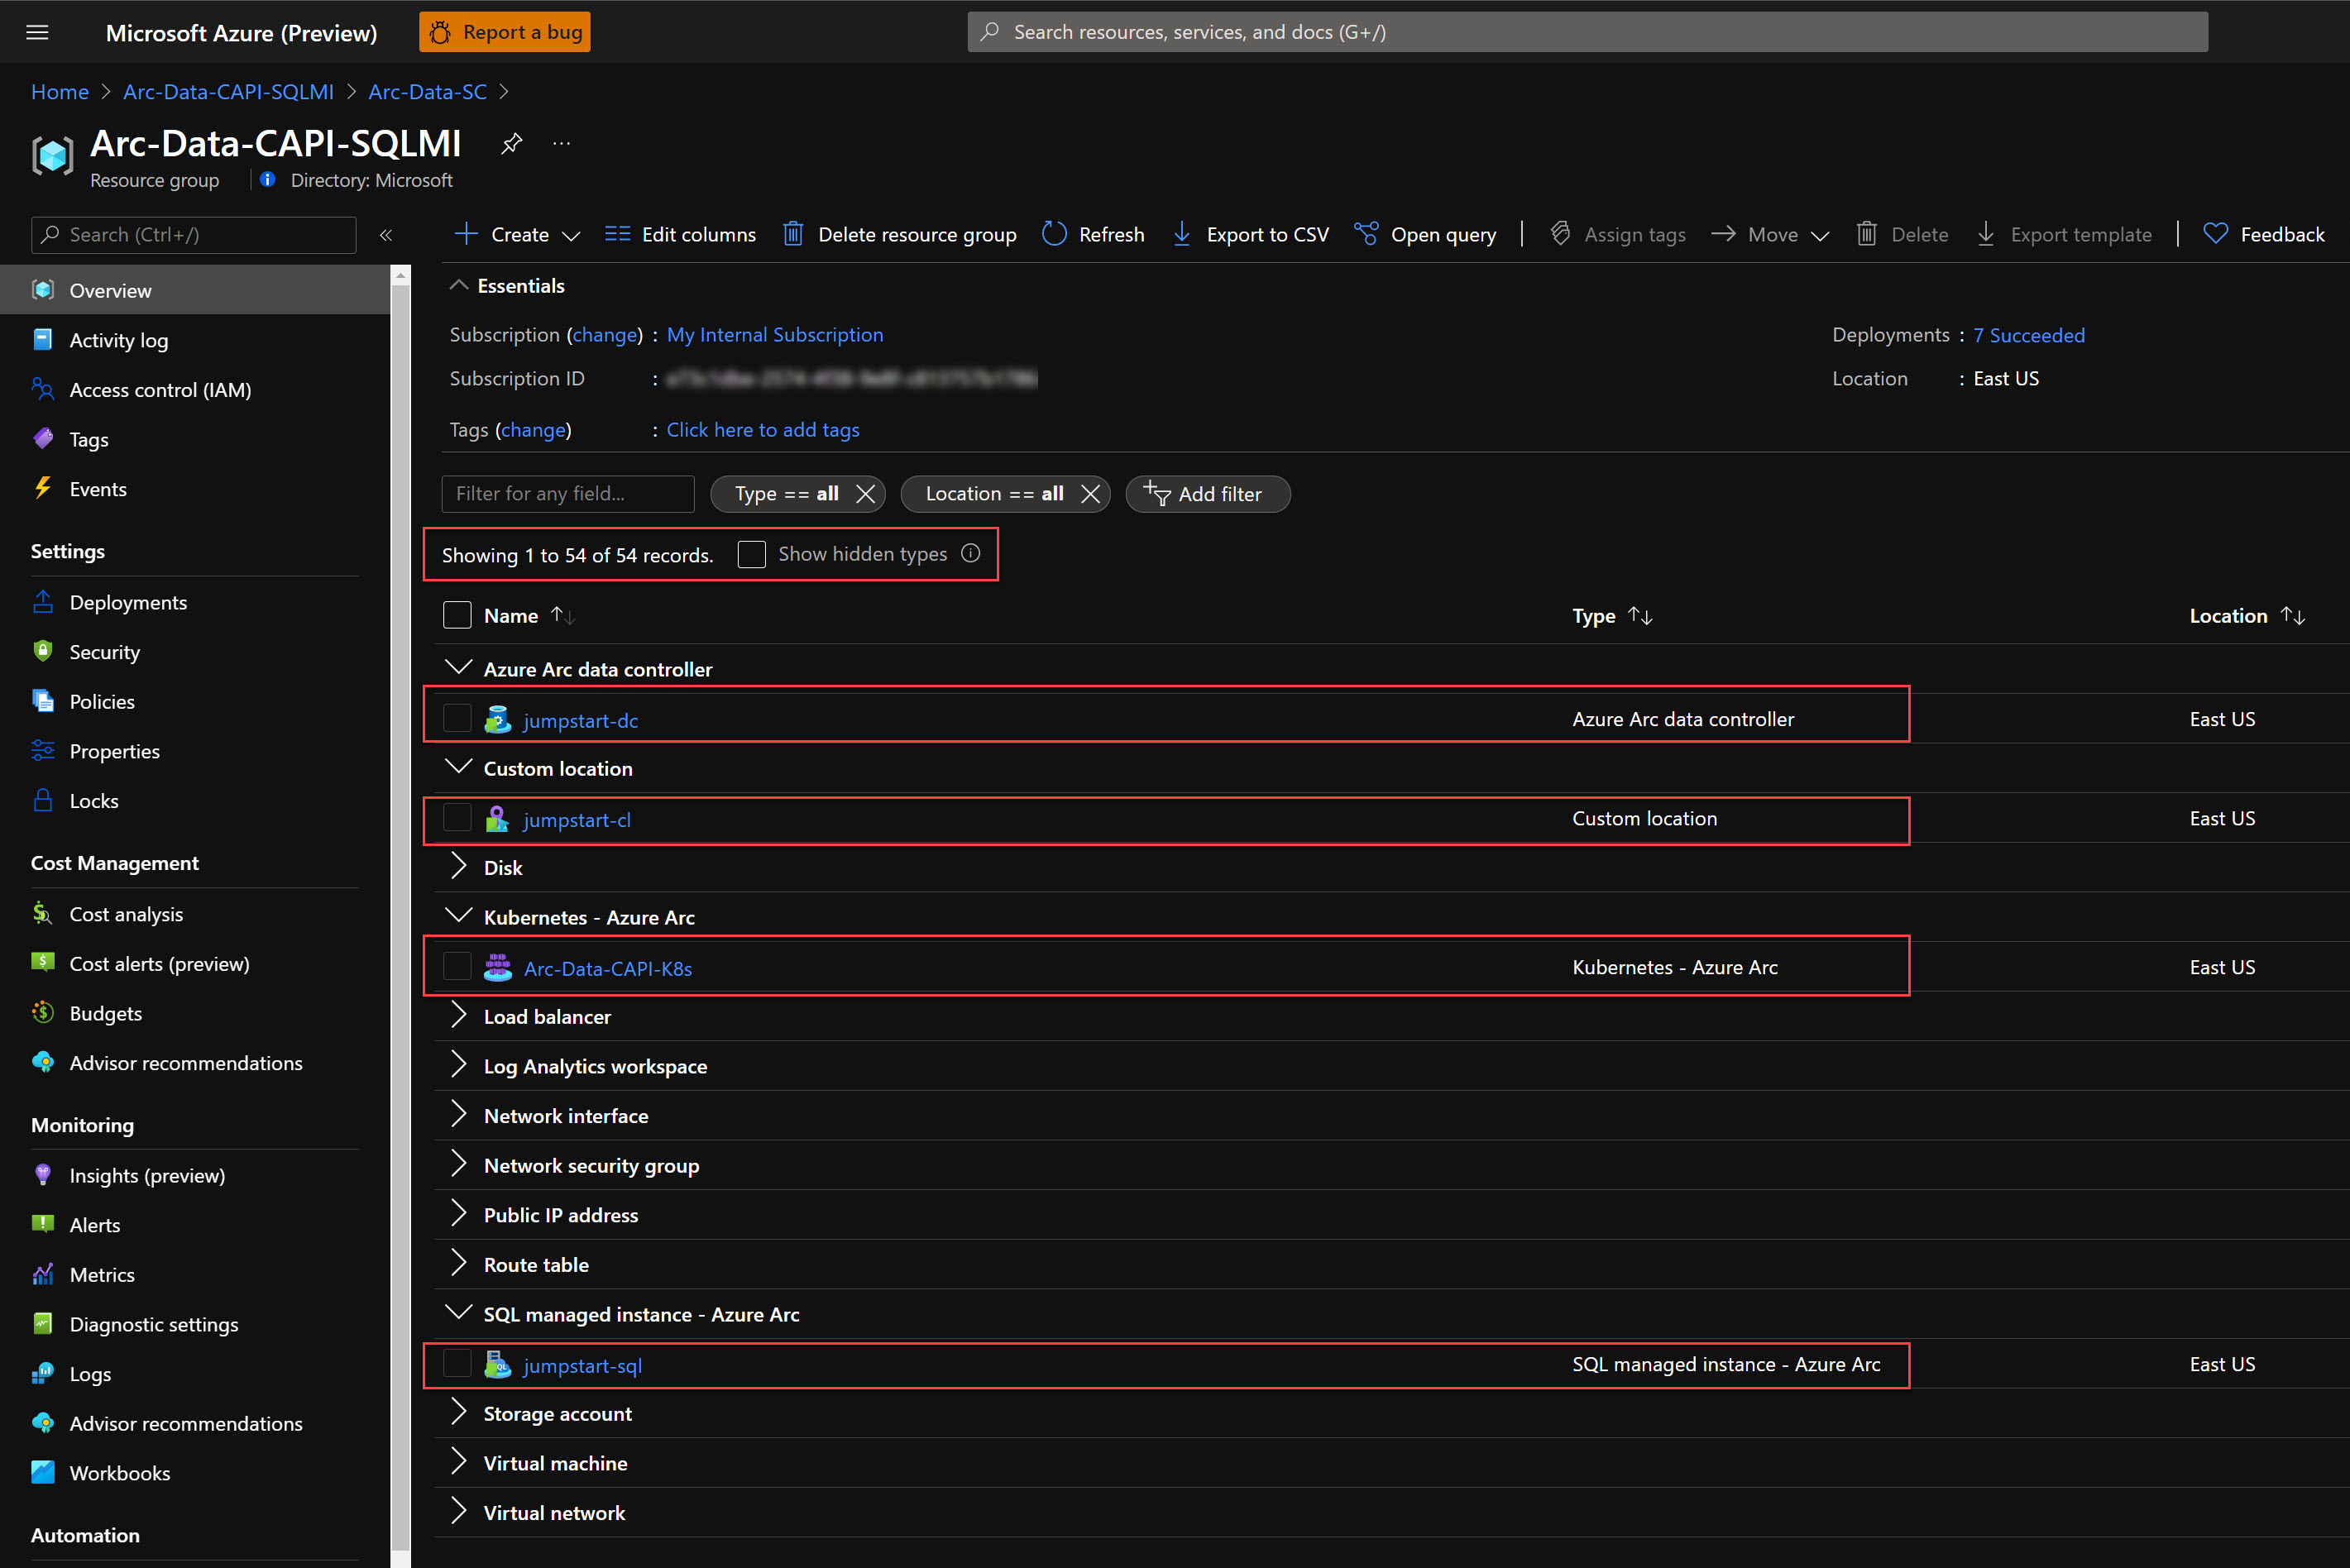 Microsoft Azure (Preview) Report a bug Search resources, services, and docs (G+/)
Home > Arc-Data-CAPI-SQLMI > Arc-Data-SC >
Arc-Data-CAPI-SQLMI ...
Resource group Directory: Microsoft
Search (Ctrl+/) «
Create Edit columns Delete resource group Refresh Export to CSV Open query Assign tags Move Delete Export template Feedback
Overview
Activity log
Access control (IAM)
Tags
Events
Settings
Deployments
Security
Policies
Properties
Locks
Cost Management
Cost analysis
Cost alerts (preview)
Budgets
Advisor recommendations
Monitoring
Insights (preview)
Alerts
Metrics
Diagnostic settings
Logs
Advisor recommendations
Workbooks
Automation
Essentials
Subscription (change) : My Internal Subscription
Deployments : 7 Succeeded
Subscription ID :
Location : East US
Tags (change) : Click here to add tags
Filter for any field... Type == all Location == all Add filter
Showing 1 to 54 of 54 records. Show hidden types
Name Type Location
Azure Arc data controller
jumpstart-dc Azure Arc data controller East US
Custom location
jumpstart-cl Custom location East US
Disk
Kubernetes - Azure Arc
Arc-Data-CAPI-K8s Kubernetes - Azure Arc East US
Load balancer
Log Analytics workspace
Network interface
Network security group
Public IP address
Route table
SQL managed instance - Azure Arc
jumpstart-sql SQL managed instance - Azure Arc East US
Storage account
Virtual machine
Virtual network